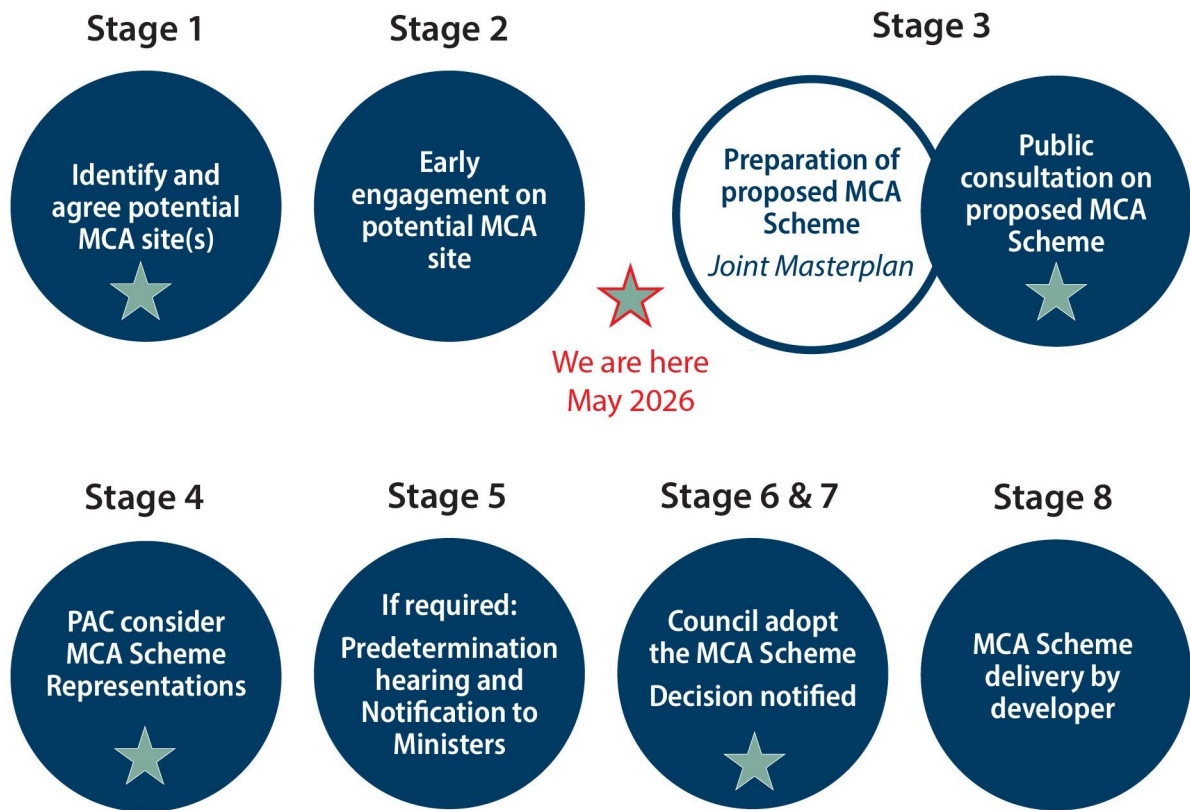 Stage 1
Identify and
agree potential
MCA site(s)
Stage 2
Early
engagement on
potential MCA
site
We are here
May 2026
Stage 3
Preparation of
proposed MCA
Scheme
Joint Masterplan
Public
consultation on
proposed MCA
Scheme
Stage 4
PAC consider
MCA Scheme
Representations
Stage 5
If required:
Predetermination
hearing and
Notification to
Ministers
Stage 6 & 7
Council adopt
the MCA Scheme
Decision notified
Stage 8
MCA Scheme
delivery by
developer